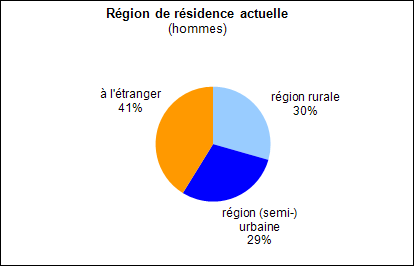 Région de résidence actuelle
(hommes)
à l'étranger
41%
région rurale
30%
région (semi-)
urbaine
29%